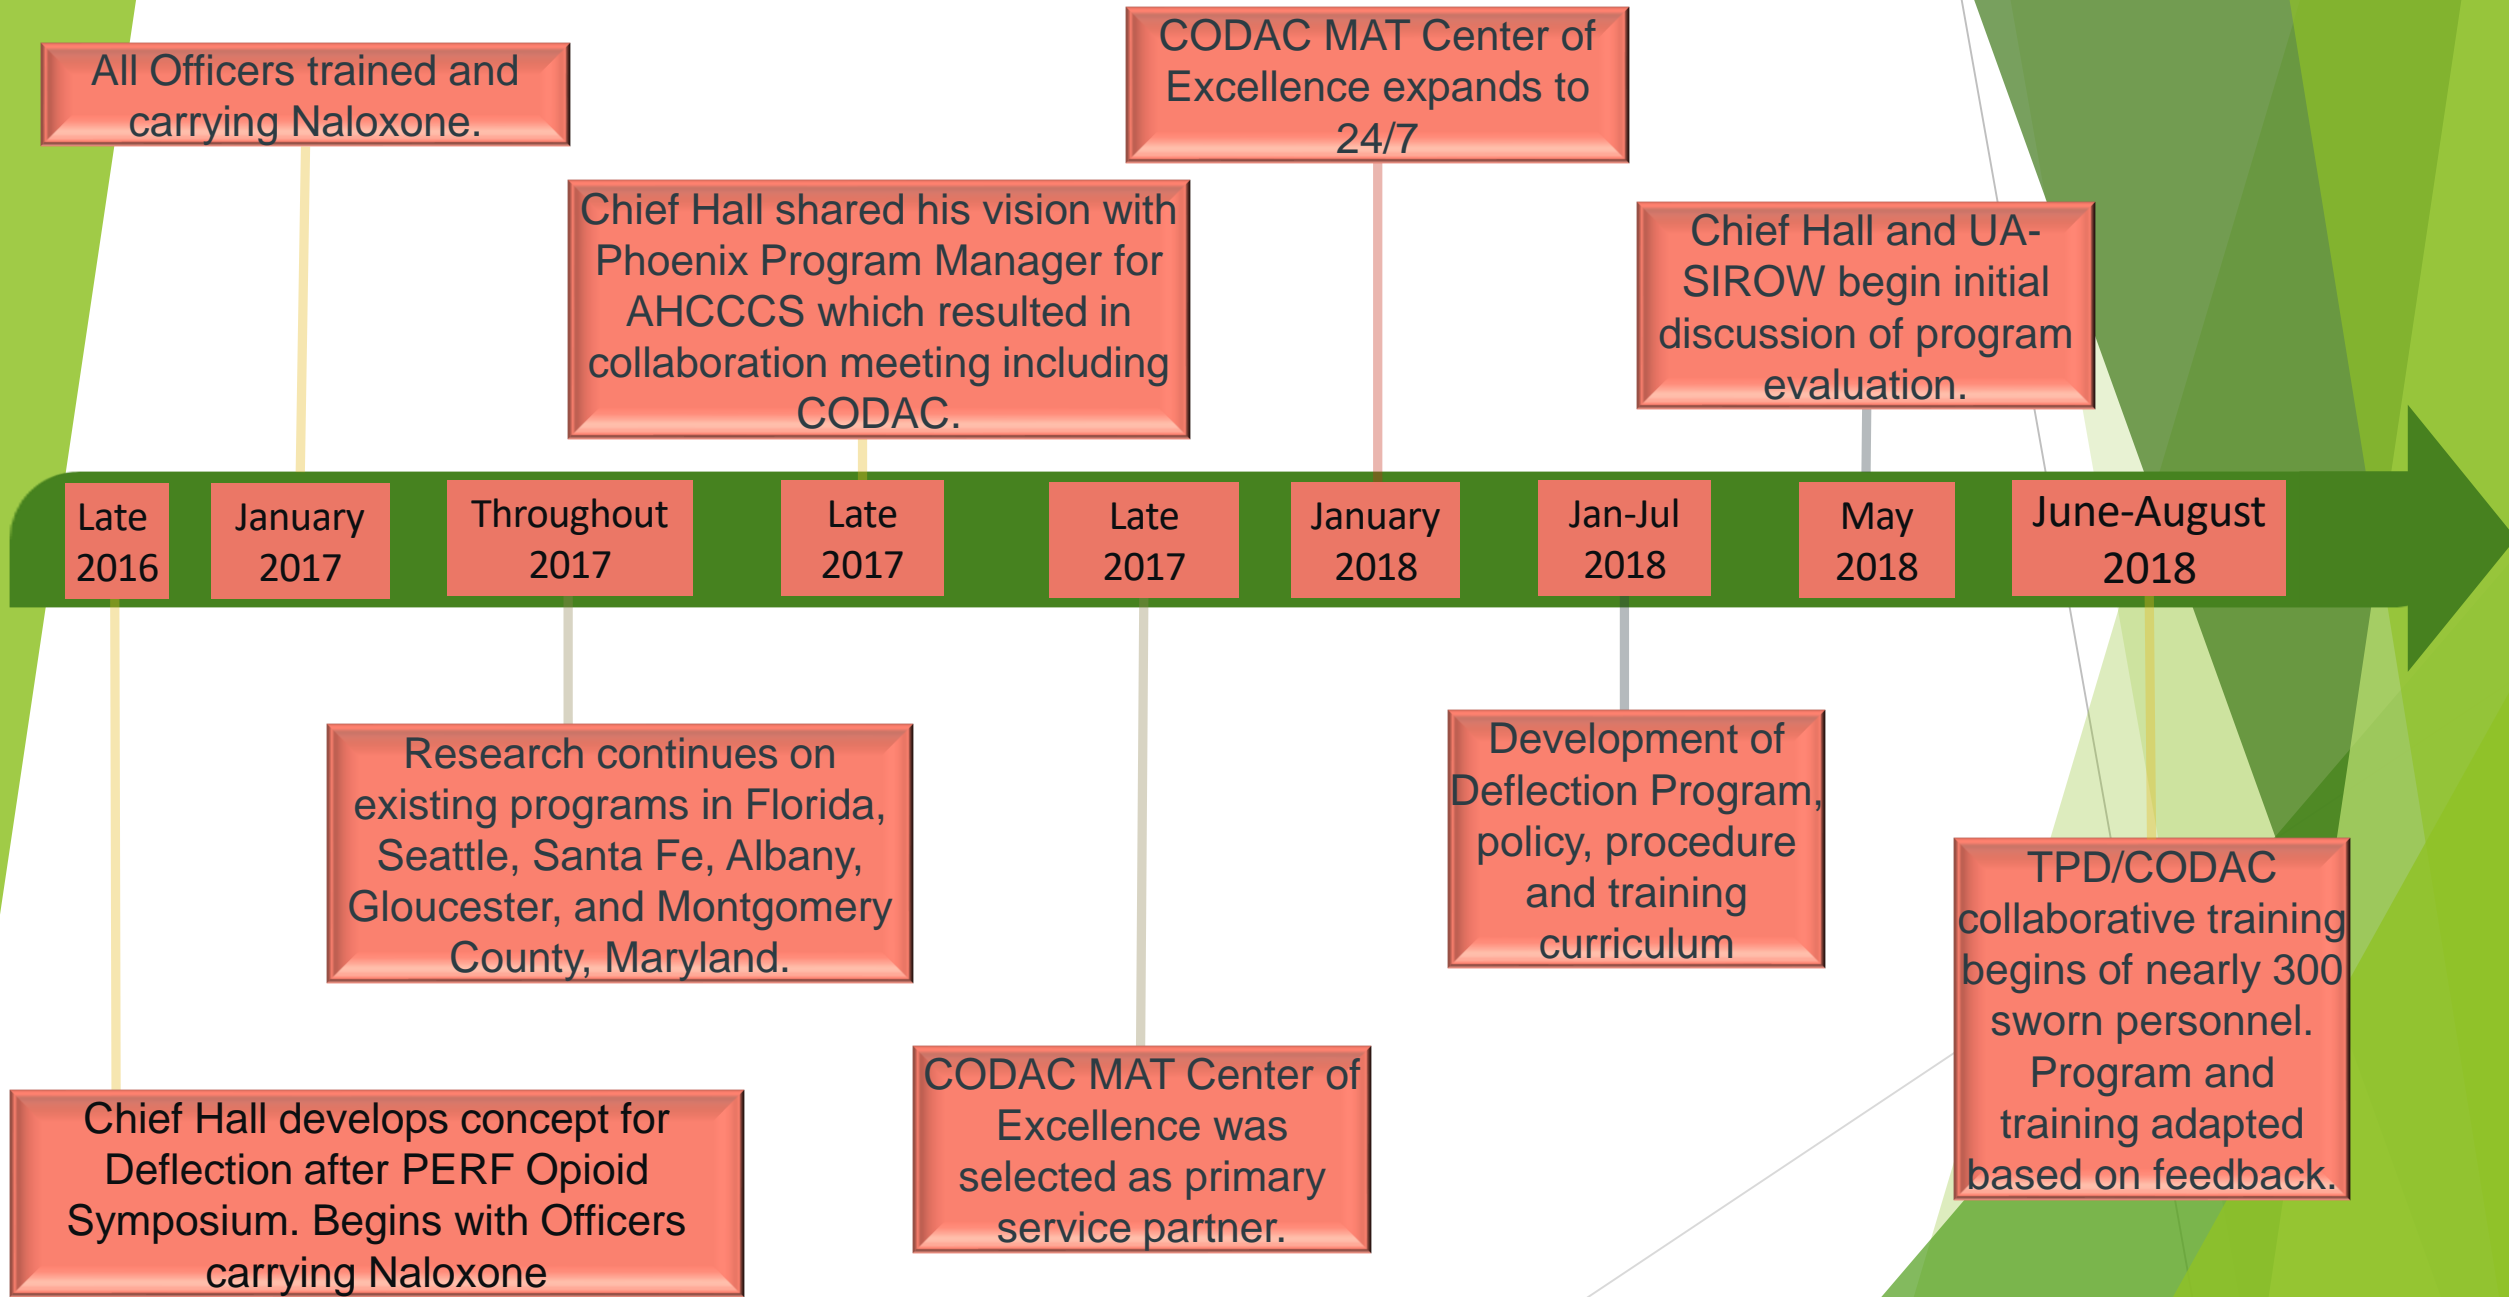 All Officers trained and
carrying Naloxone.
CODAC MAT Center of
Excellence expands to
24/7
Chief Hall shared his vision with
Phoenix Program Manager for
AHCCCS which resulted in
collaboration meeting including
CODAC.
Chief Hall and UA-
SIROW begin initial
discussion of program
evaluation.
Late
2016
January
2017
Throughout
2017
Late
2017
Late
2017
January
2018
Jan-Jul
2018
May
2018
June-August
2018
Research continues on
existing programs in Florida,
Seattle, Santa Fe, Albany,
Gloucester, and Montgomery
County, Maryland.
Development of
Deflection Program,
policy, procedure
and training
curriculum
TPD/CODAC
collaborative training
begins of nearly 300
sworn personnel.
Program and
training adapted
based on feedback.
CODAC MAT Center of
Excellence was
selected as primary
service partner.
Chief Hall develops concept for
Deflection after PERF Opioid
Symposium. Begins with Officers
carrying Naloxone